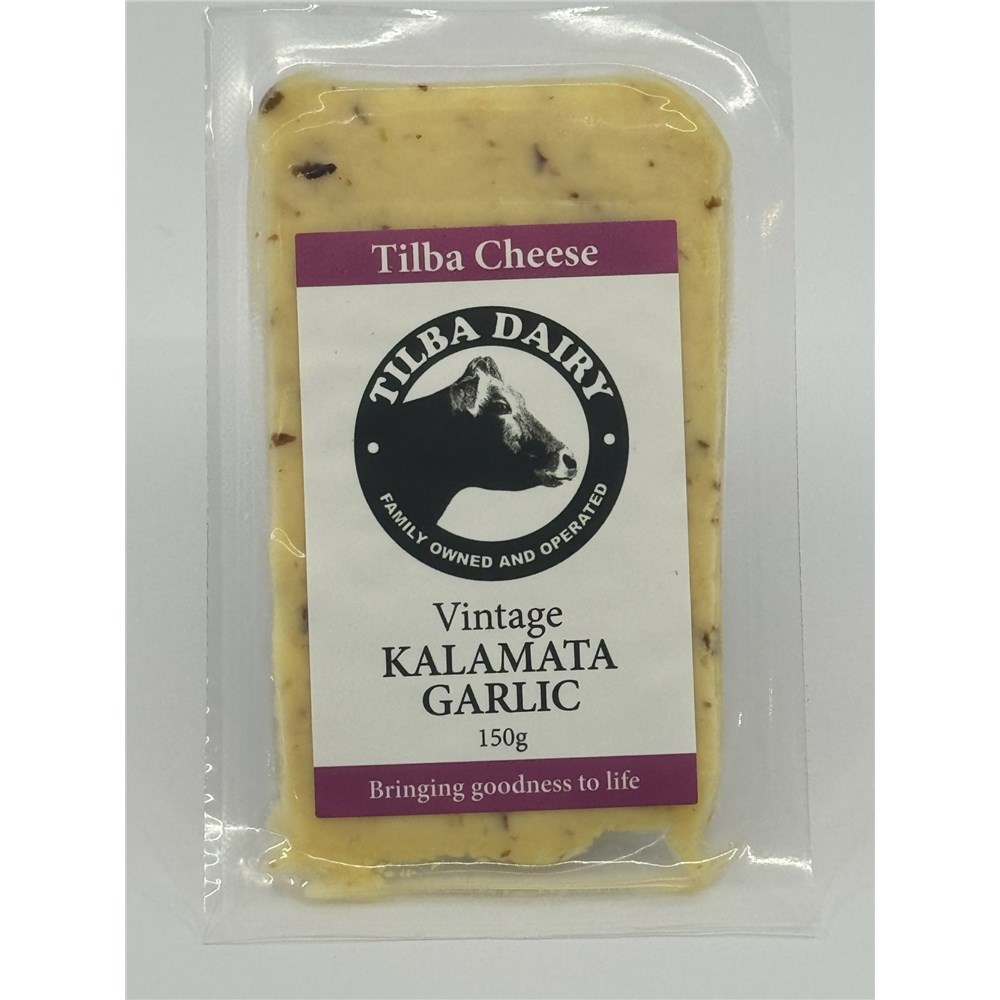 Tilba Cheese
TILBA DAIRY
FAMILY OWNED AND OPERATED
Vintage
KALAMATA
GARLIC
150g
Bringing goodness to life